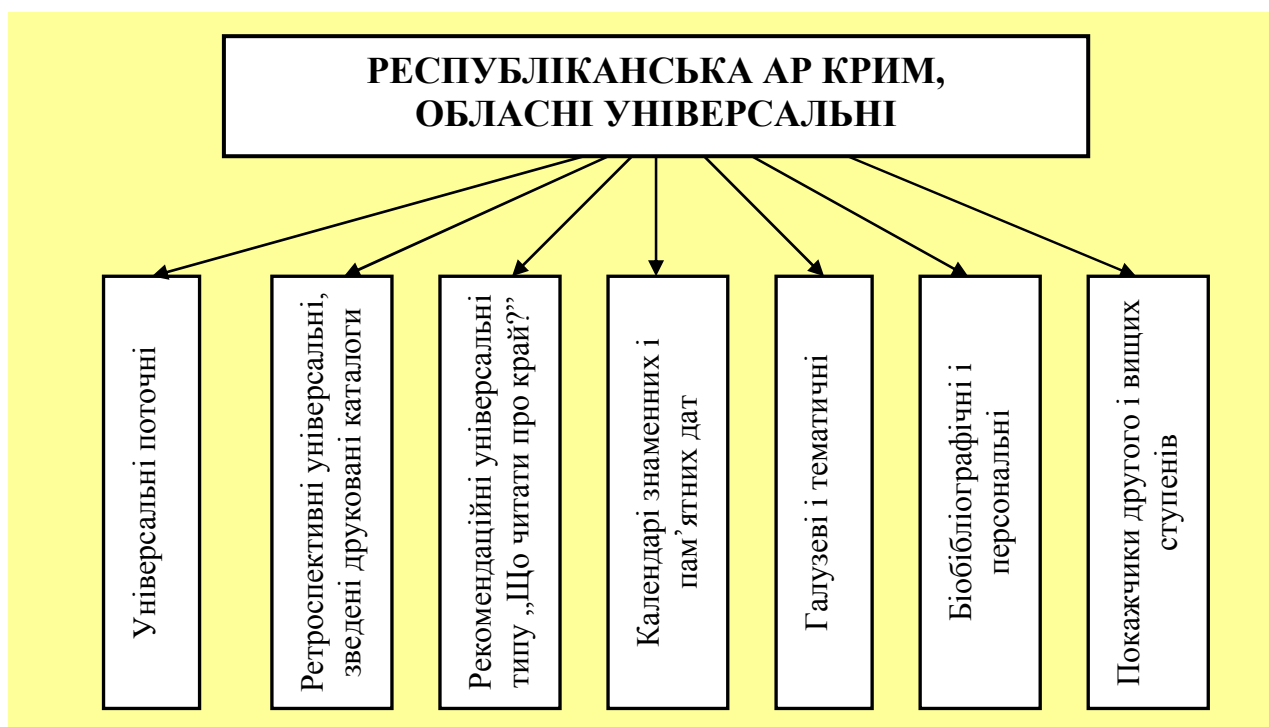 РЕСПУБЛІКАНСЬКА АР КРИМ,
ОБЛАСНІ УНІВЕРСАЛЬНІ
Універсальні поточні
Ретроспективні універсальні,
зведені друковані каталоги
Рекомендаційні універсальні
типу „Що читати про край?”
Календарі знаменних і
пам’ятних дат
Галузеві і тематичні
Біобібліографічні і
персональні
Покажчики другого і вищих
ступенів